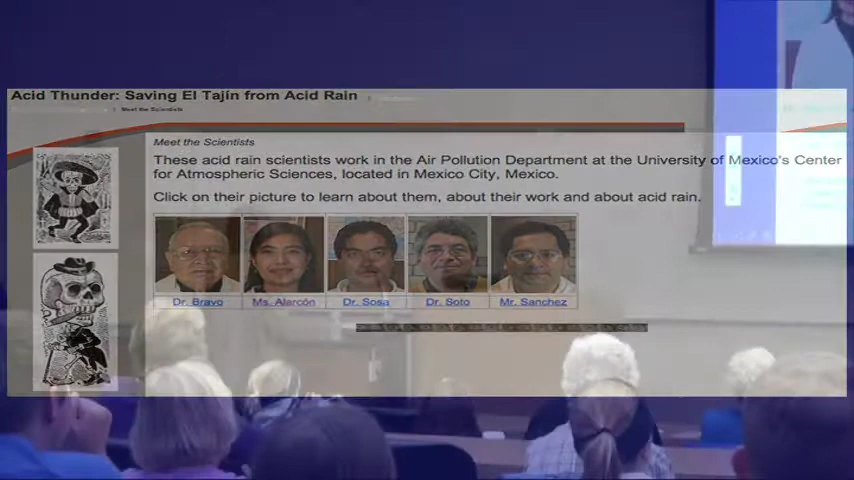 Acid Thunder: Saving El Tajín from Acid Rain
Meet the Scientists
Meet the Scientists
These acid rain scientists work in the Air Pollution Department at the University of Mexico's Center
for Atmospheric Sciences, located in Mexico City, Mexico.
Click on their picture to learn about them, about their work and about acid rain.
Dr. Bravo
Ms. Alarcón
Dr. Sosa
Dr. Soto
Mr. Sanchez